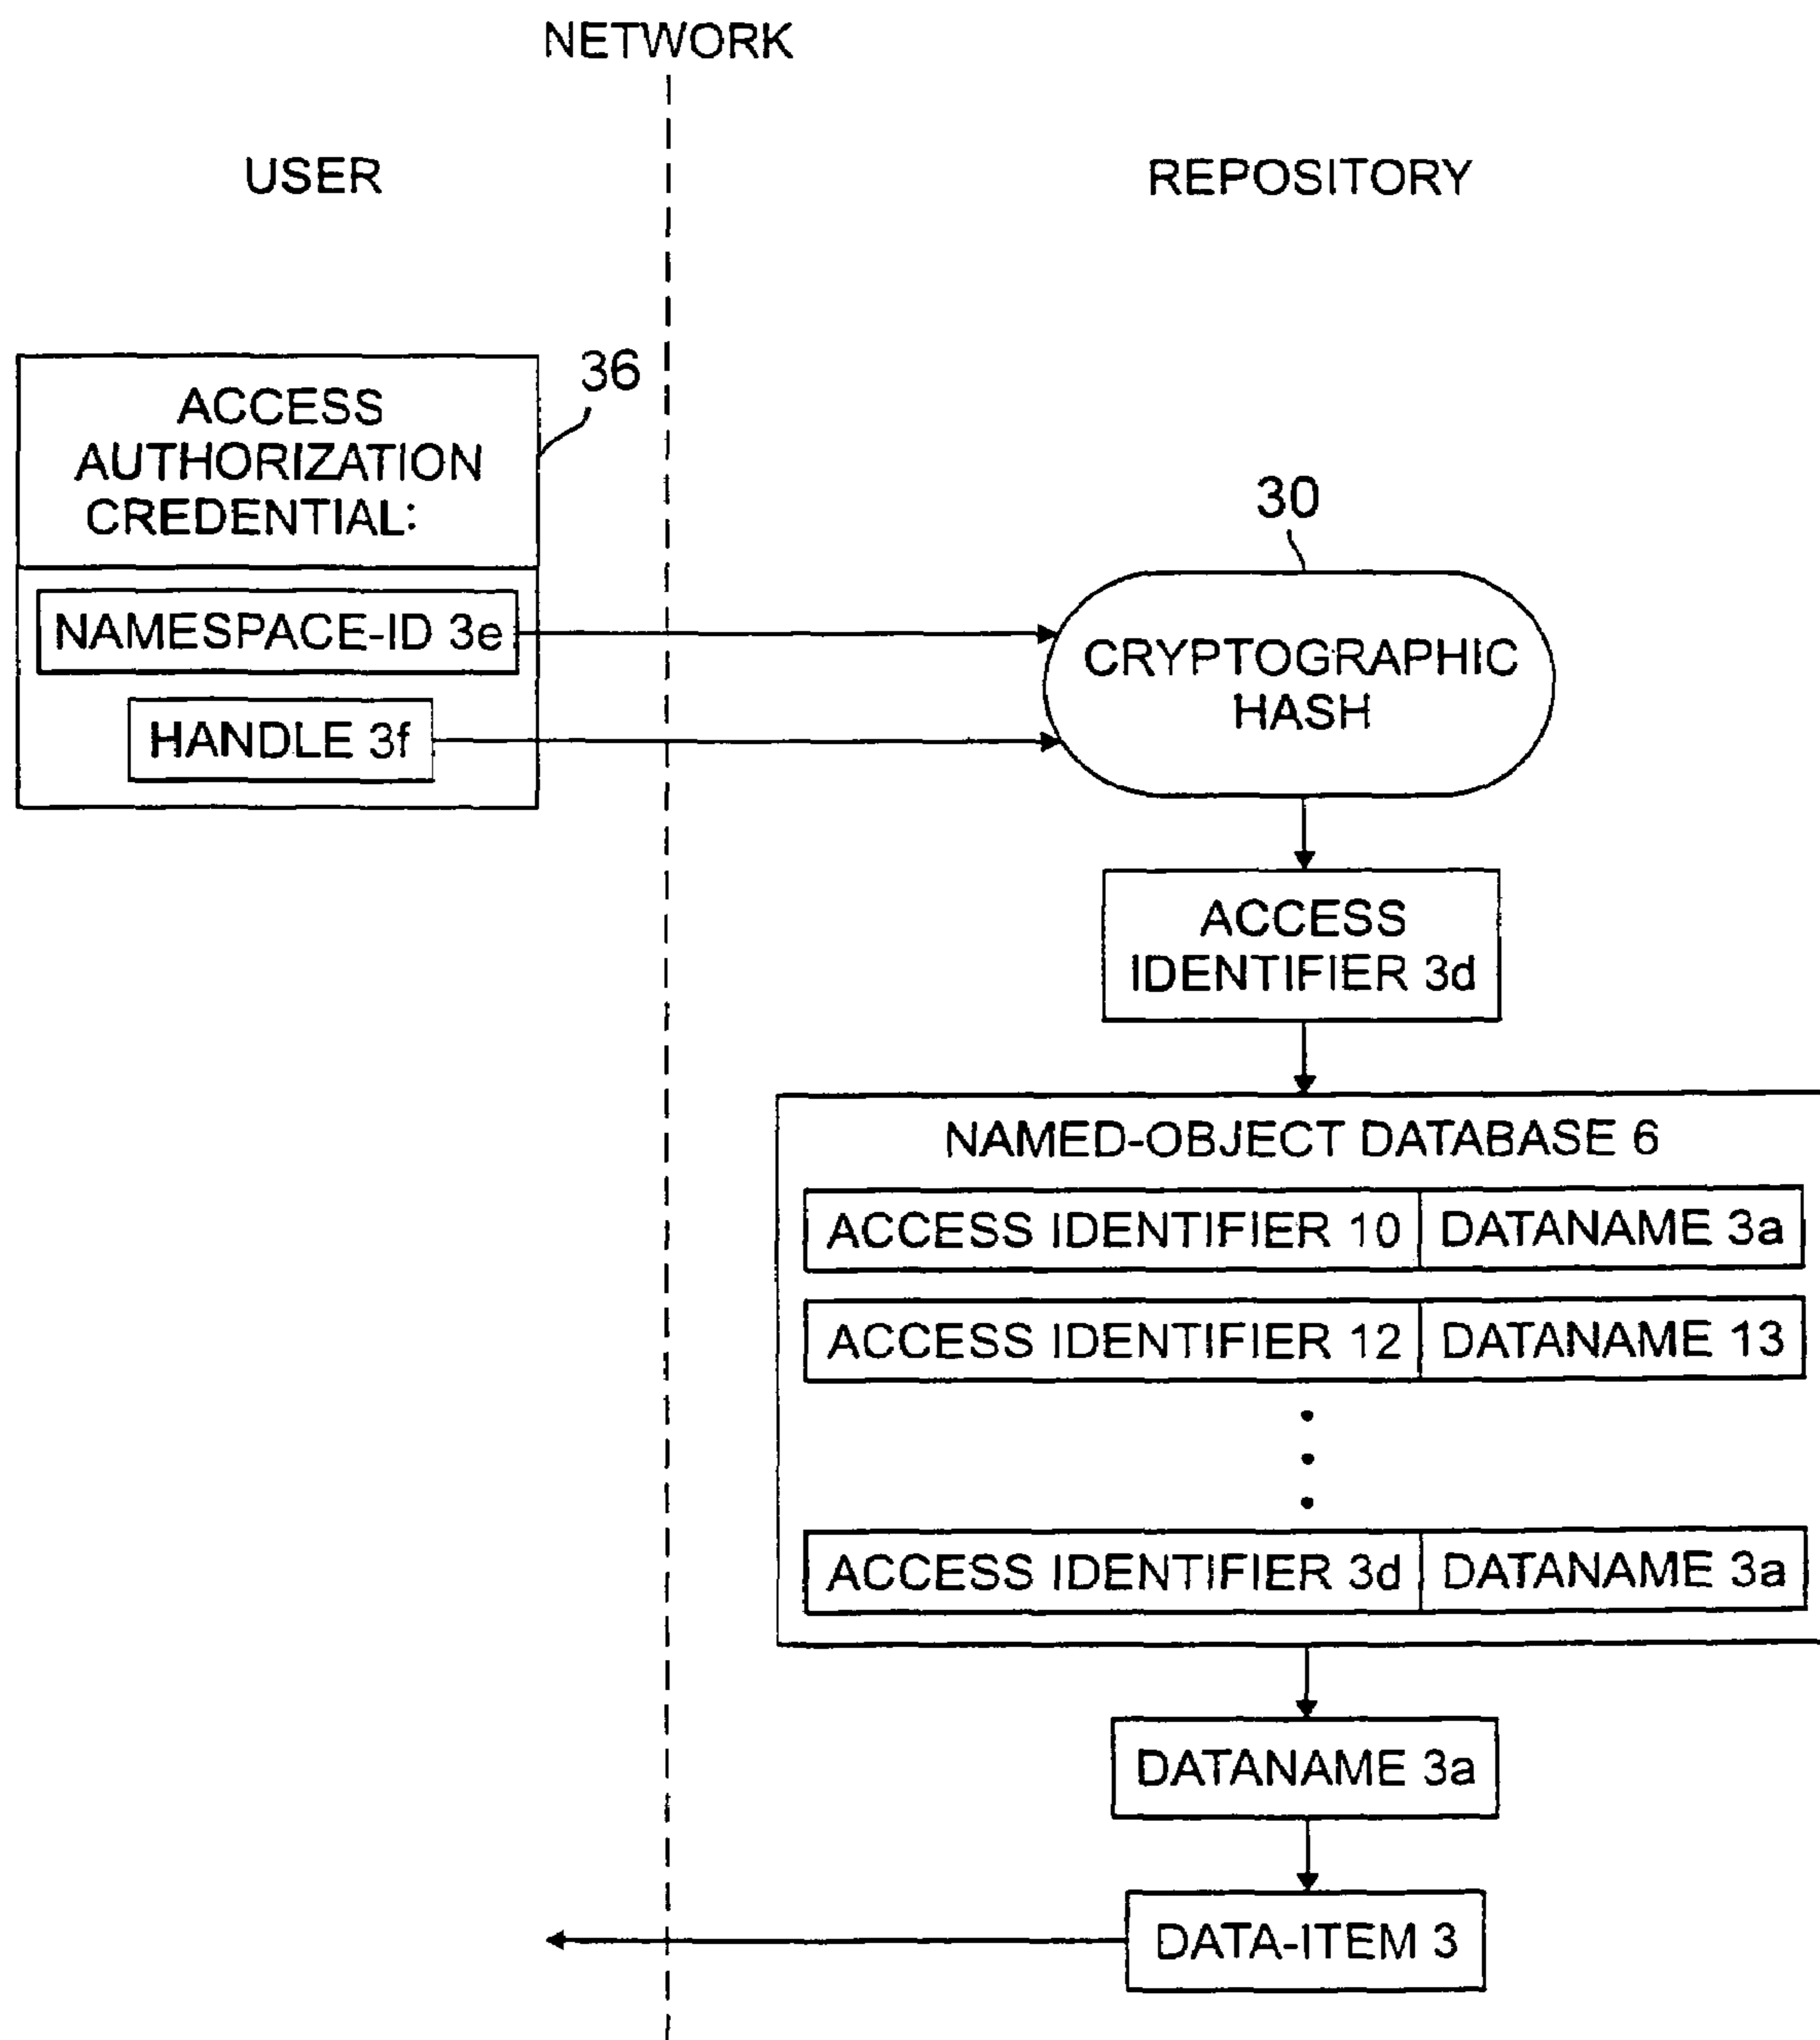 NETWORK
USER
REPOSITORY
36
ACCESS
AUTHORIZATION
CREDENTIAL:
NAMESPACE-ID 3e
HANDLE 3f
30
CRYPTOGRAPHIC
HASH
ACCESS
IDENTIFIER 3d
NAMED-OBJECT DATABASE 6
ACCESS IDENTIFIER 10 DATANAME 3a
ACCESS IDENTIFIER 12 DATANAME 13
ACCESS IDENTIFIER 3d DATANAME 3a
DATANAME 3a
DATA-ITEM 3